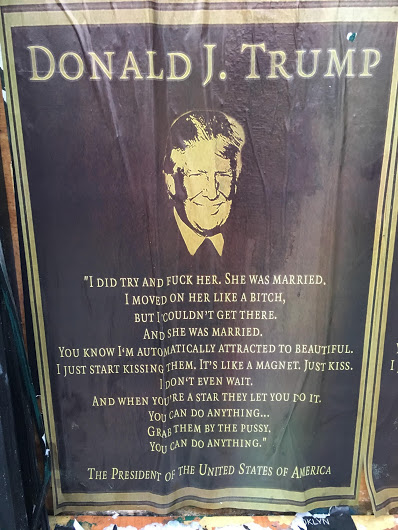 DONALD J. TRUMP
"I DID TRY AND FUCK HER. SHE WAS MARRIED.
I MOVED ON HER LIKE A BITCH,
BUT I COULDN'T GET THERE.
AND SHE WAS MARRIED.
YOU KNOW I'M AUTOMATICALLY ATTRACTED TO BEAUTIFUL.
I JUST START KISSING THEM. IT'S LIKE A MAGNET. JUST KISS.
I DON'T EVEN WAIT.
AND WHEN YOU'RE A STAR THEY LET YOU DO IT.
YOU CAN DO ANYTHING...
GRAB THEM BY THE PUSSY.
YOU CAN DO ANYTHING."
THE PRESIDENT OF THE UNITED STATES OF AMERICA